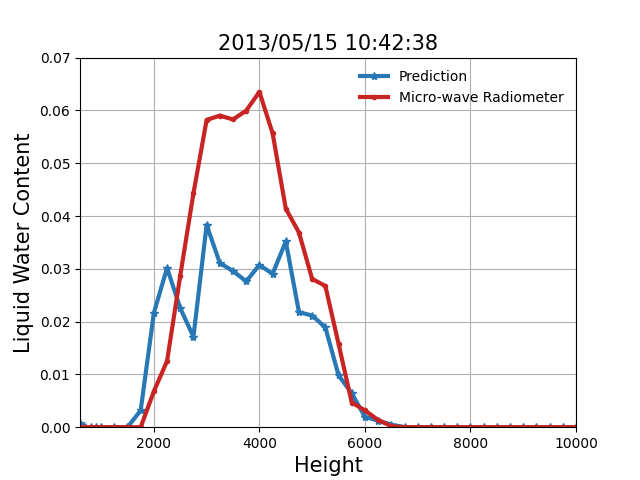 2013/05/15 10:42:38
0.07
0.06
0.05
0.04
0.03
0.02
0.01
0.00
Liquid Water Content
Prediction
Micro-wave Radiometer
2000 4000 6000 8000 10000
Height